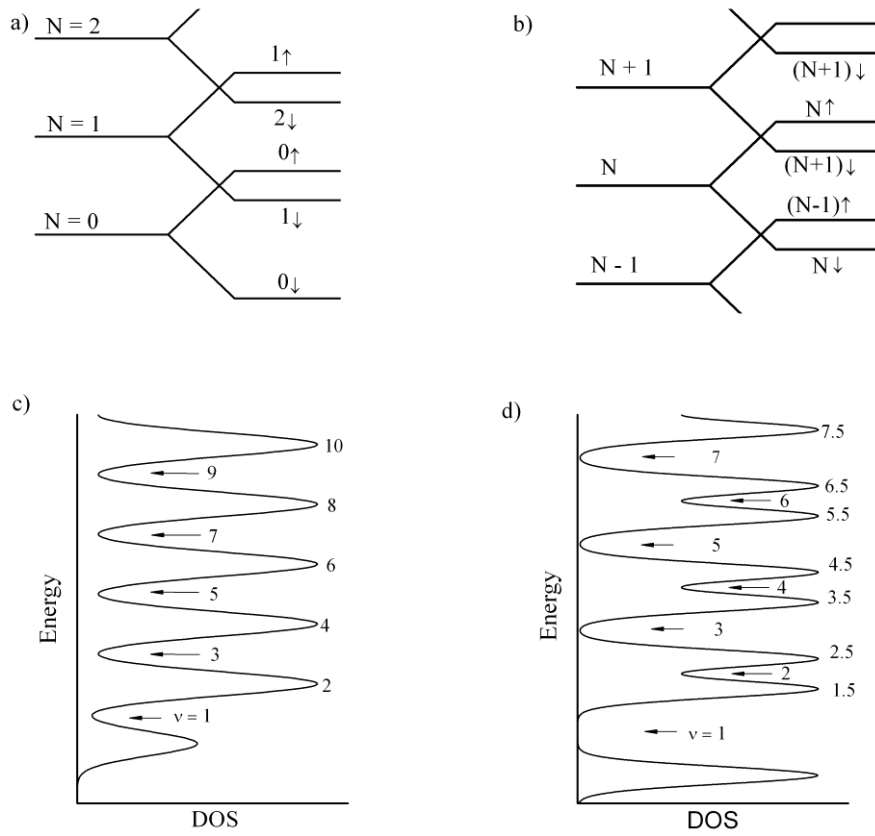 a)
N = 2
1↑
2↓
N = 1
0↑
1↓
N = 0
0↓
b)
N + 1
(N+1)↓
N↑
(N+1)↓
N
(N-1)↑
N↓
N - 1
c)
10
9
8
7
6
5
4
3
2
ν = 1
Energy
DOS
d)
7.5
7
6.5
6
5.5
5
4.5
4
3.5
3
2.5
2
1.5
ν = 1
Energy
DOS